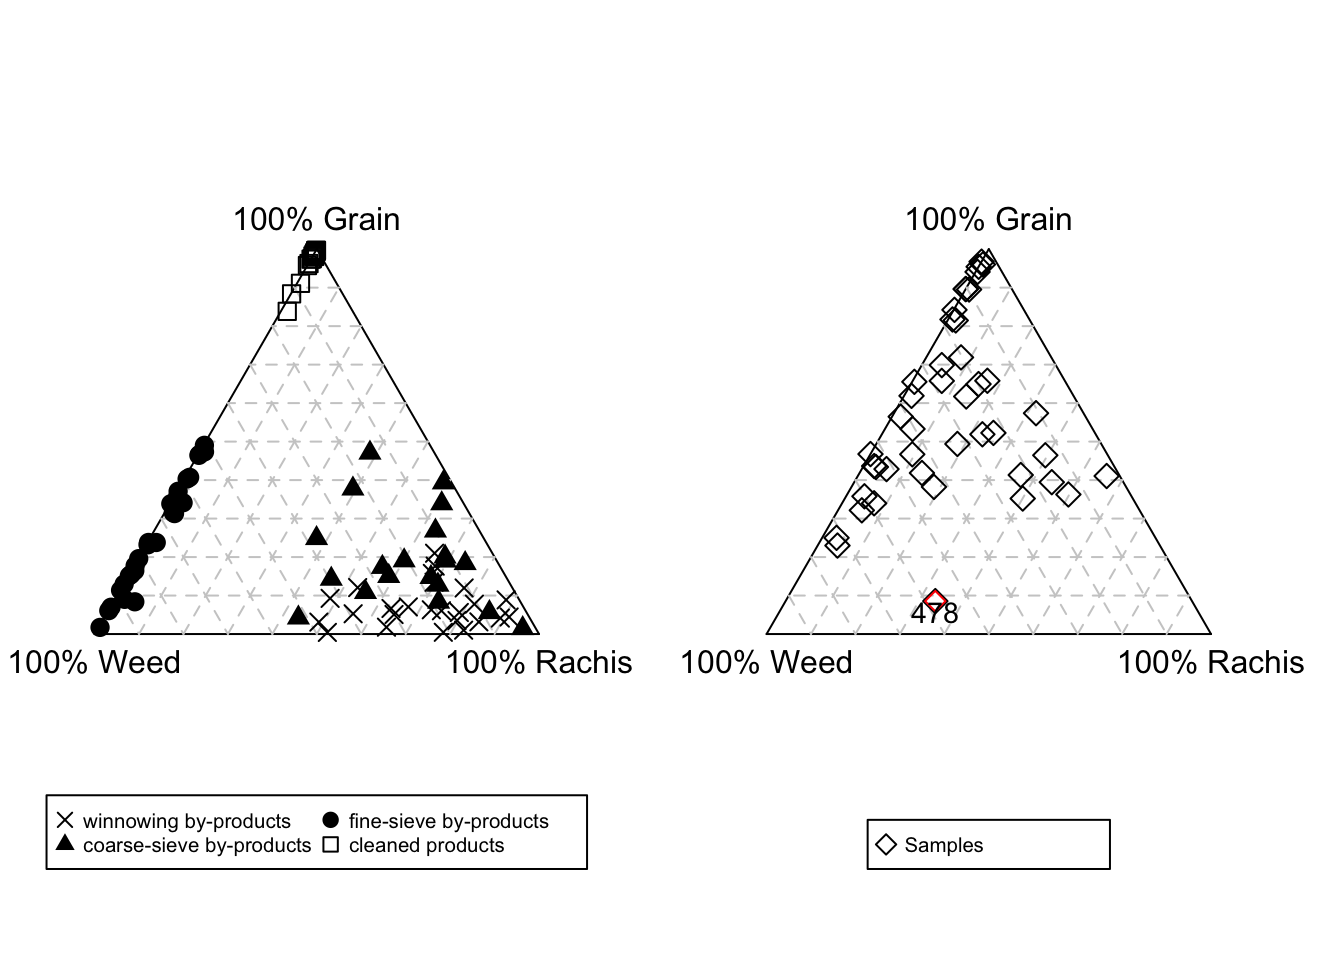 100% Grain
100% Weed
100% Rachis
winnowing by-products
fine-sieve by-products
coarse-sieve by-products
cleaned products
100% Grain
478
100% Weed
100% Rachis
Samples